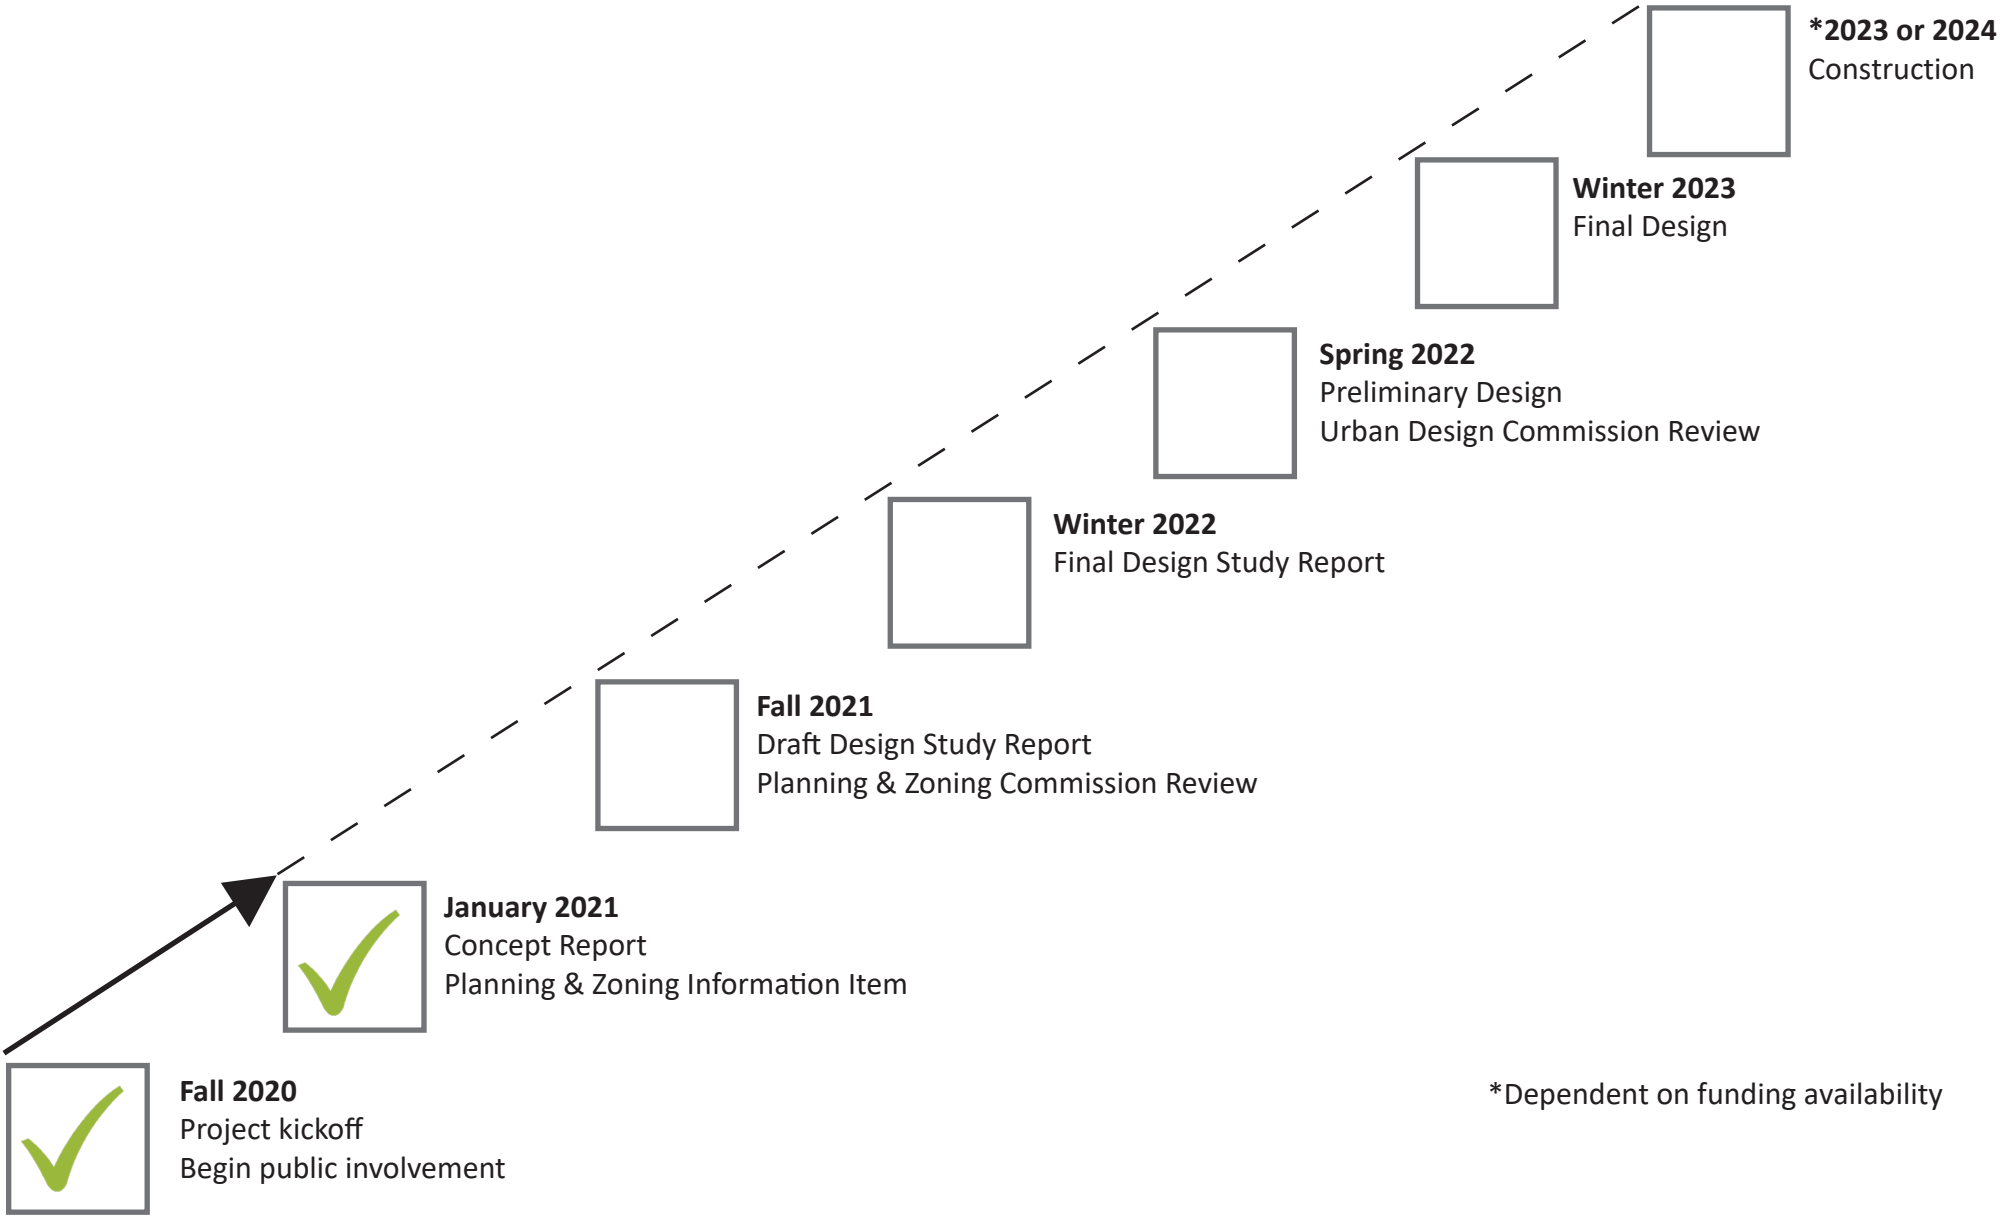 *2023 or 2024
Construction
Winter 2023
Final Design
Spring 2022
Preliminary Design
Urban Design Commission Review
Winter 2022
Final Design Study Report
Fall 2021
Draft Design Study Report
Planning & Zoning Commission Review
January 2021
Concept Report
Planning & Zoning Information Item
Fall 2020
Project kickoff
Begin public involvement
*Dependent on funding availability